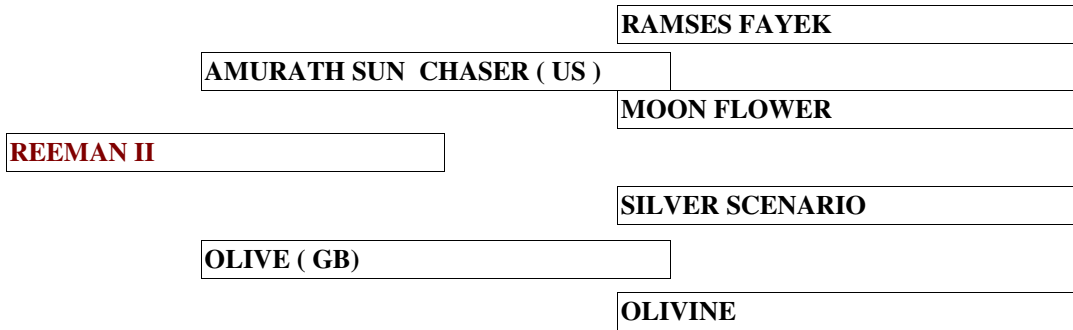 RAMSES FAYEK
AMURATH SUN CHASER ( US )
MOON FLOWER
REEMAN II
SILVER SCENARIO
OLIVE ( GB)
OLIVINE